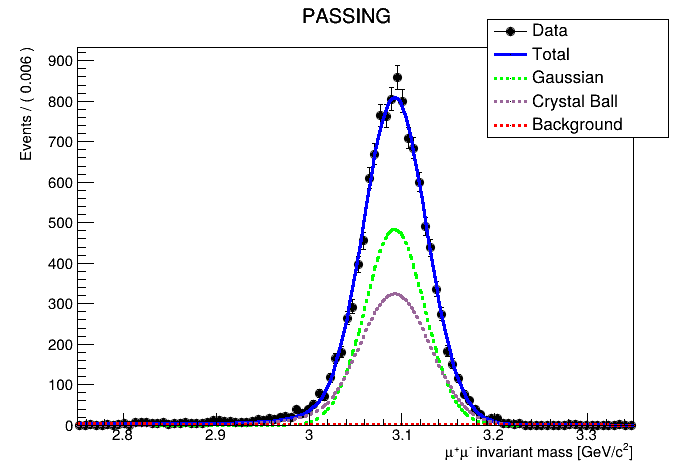 PASSING
Data
Total
Gaussian
Crystal Ball
Background
Events / ( 0.006 )
900
800
700
600
500
400
300
200
100
0
2.8 2.9 3 3.1 3.2 3.3
μ⁺μ⁻ invariant mass [GeV/c²]